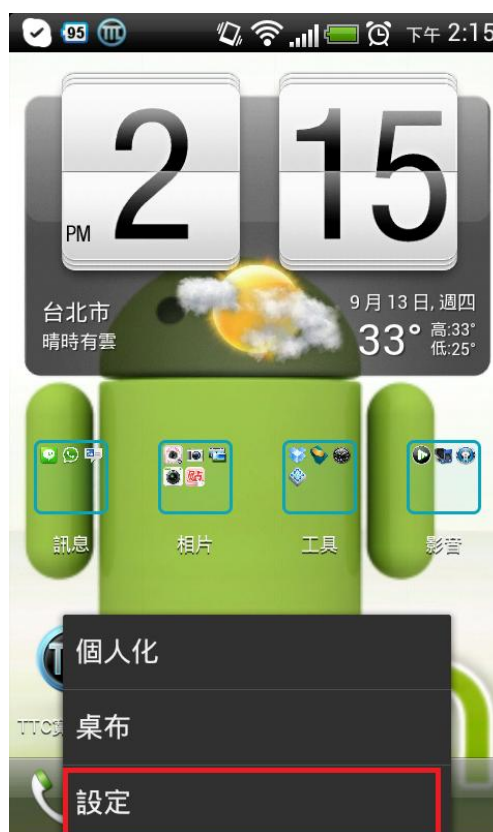 95
下午 2:15
2
15
PM
台北市
晴時有雲
9 月 13 日, 週四
33°
高:33°
低:25°
訊息
相片
工具
影音
個人化
桌布
TTC
設定